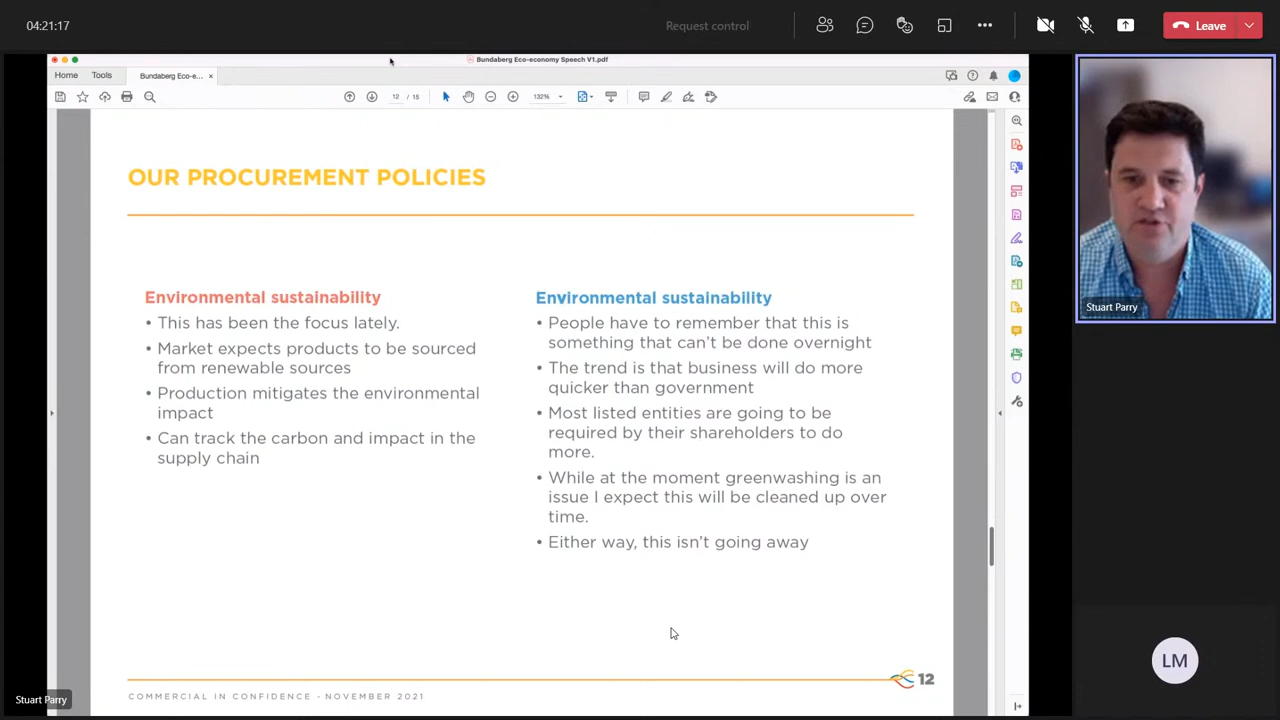 04:21:17
Request control
Leave
Bundaberg Eco-economy Speech V1.pdf
Home
Tools
Bundaberg Eco-e...
12 / 15
132%
OUR PROCUREMENT POLICIES
Environmental sustainability
• This has been the focus lately.
• Market expects products to be sourced
from renewable sources
• Production mitigates the environmental
impact
• Can track the carbon and impact in the
supply chain
Environmental sustainability
• People have to remember that this is
something that can't be done overnight
• The trend is that business will do more
quicker than government
• Most listed entities are going to be
required by their shareholders to do
more.
• While at the moment greenwashing is an
issue I expect this will be cleaned up over
time.
• Either way, this isn't going away
COMMERCIAL IN CONFIDENCE - NOVEMBER 2021
12
Stuart Parry
Stuart Parry
LM